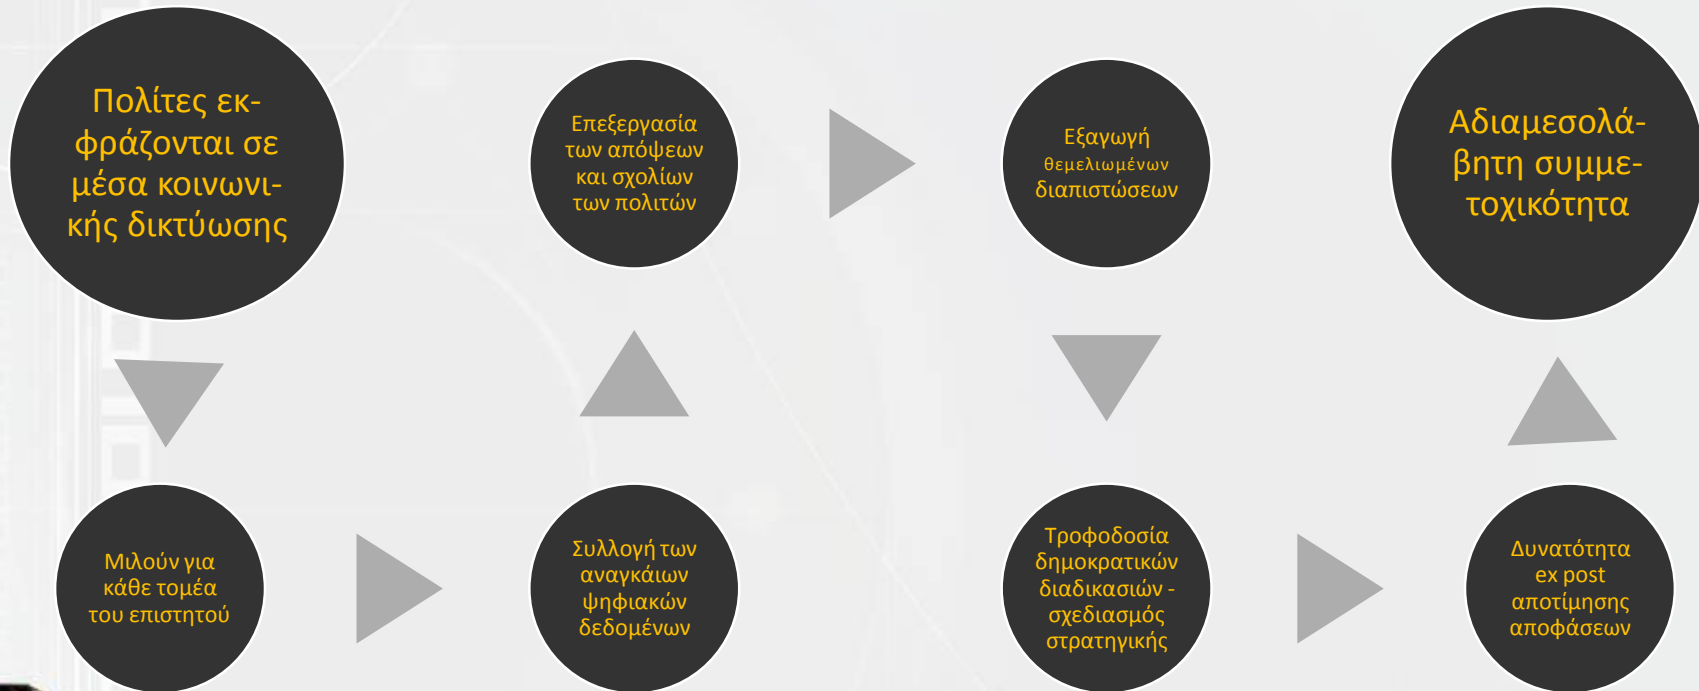 Πολίτες εκ-
φράζονται σε
μέσα κοινωνι-
κής δικτύωσης
Μιλούν για
κάθε τομέα
του επιστητού
Συλλογή των
αναγκάιων
ψηφιακών
δεδομένων
Επεξεργασία
των απόψεων
και σχολίων
των πολιτών
Εξαγωγή
θεμελιωμένων
διαπιστώσεων
Τροφοδοσία
δημοκρατικών
διαδικασιών -
σχεδιασμός
στρατηγικής
Δυνατότητα
ex post
αποτίμησης
αποφάσεων
Αδιαμεσολά-
βητη συμμε-
τοχικότητα